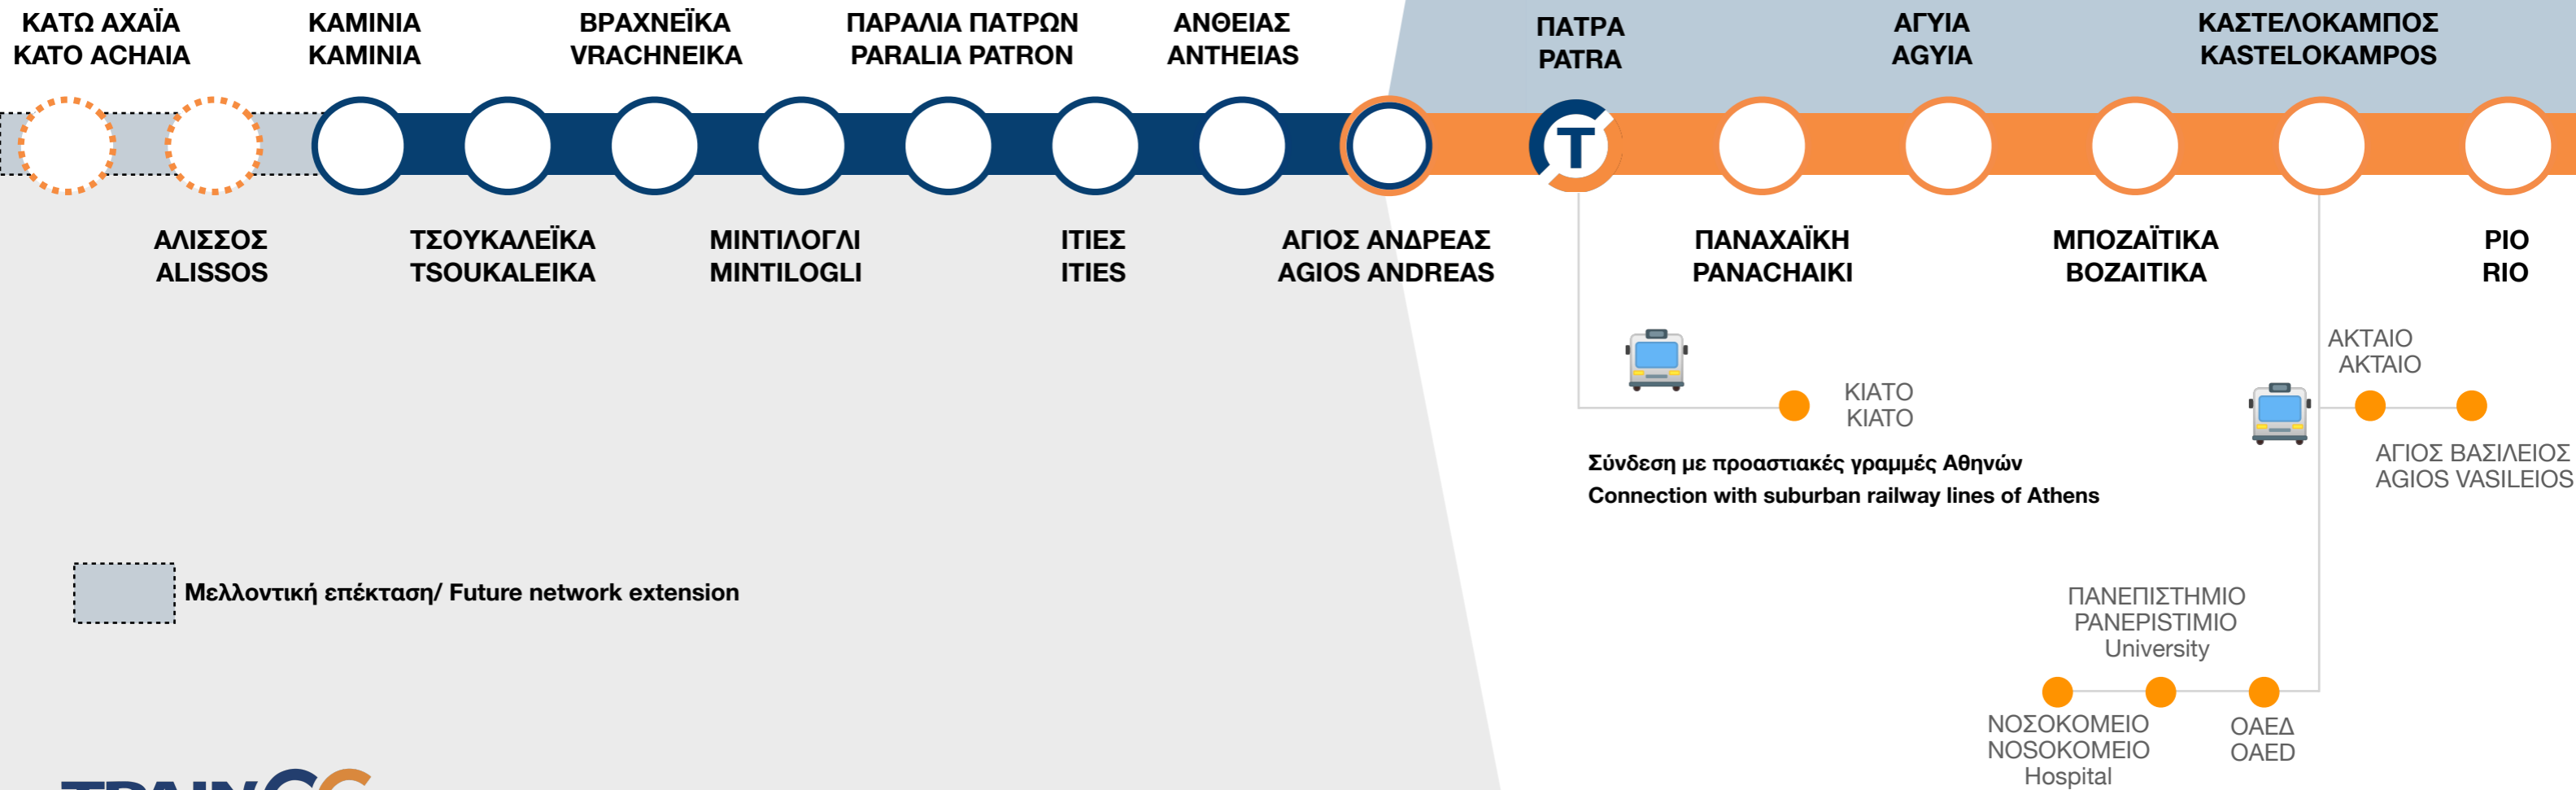 ΚΑΤΩ ΑΧΑΪΑ
KATO ACHAIA
ΚΑΜΙΝΙΑ
KAMINIA
ΒΡΑΧΝΕΪΚΑ
VRACHNEIKA
ΠΑΡΑΛΙΑ ΠΑΤΡΩΝ
PARALIA PATRON
ΑΝΘΕΙΑΣ
ANTHEIAS
ΠΑΤΡΑ
PATRA
ΑΓΥΙΑ
AGYIA
ΚΑΣΤΕΛΟΚΑΜΠΟΣ
KASTELOKAMPOS
T
ΑΛΙΣΣΟΣ
ALISSOS
ΤΣΟΥΚΑΛΕΪΚΑ
TSOUKALEIKA
ΜΙΝΤΙΛΟΓΛΙ
MINTILOGLI
ΙΤΙΕΣ
ITIES
ΑΓΙΟΣ ΑΝΔΡΕΑΣ
AGIOS ANDREAS
ΠΑΝΑΧΑΪΚΗ
PANACHAIKI
ΜΠΟΖΑΪΤΙΚΑ
BOZAITIKA
ΡΙΟ
RIO
ΚΙΑΤΟ
KIATO
Σύνδεση με προαστιακές γραμμές Αθηνών
Connection with suburban railway lines of Athens
ΑΚΤΑΙΟ
AKTAIO
ΑΓΙΟΣ ΒΑΣΙΛΕΙΟΣ
AGIOS VASILEIOS
Μελλοντική επέκταση/ Future network extension
ΠΑΝΕΠΙΣΤΗΜΙΟ
PANEPISTIMIO
University
ΝΟΣΟΚΟΜΕΙΟ
NOSOKOMEIO
Hospital
ΟΑΕΔ
OAED